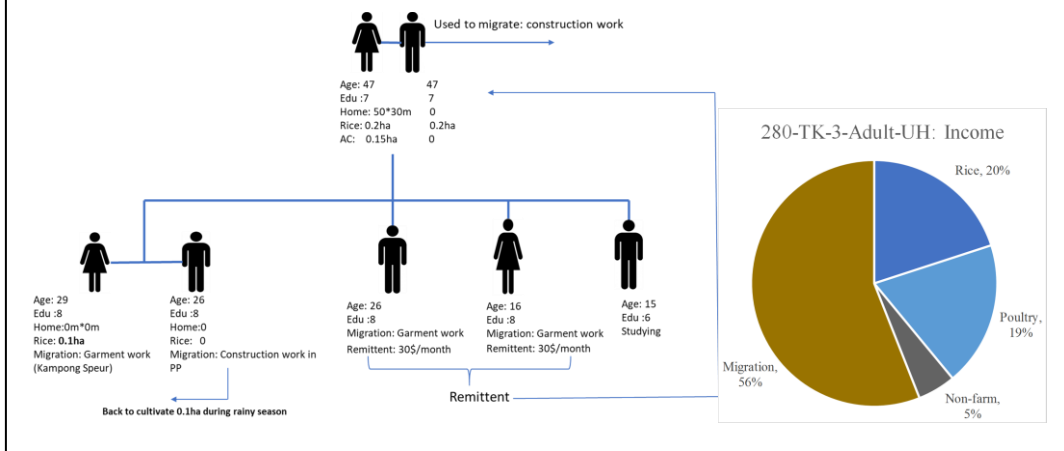 Used to migrate: construction work
Age: 47 47
Edu :7 7
Home: 50*30m 0
Rice: 0.2ha 0.2ha
AC: 0.15ha 0
280-TK-3-Adult-UH: Income
Rice, 20%
Poultry,
19%
Non-farm,
5%
Migration,
56%
Age: 29
Edu :8
Home:0m*0m
Rice: 0.1ha
Migration: Garment work
(Kampong Speur)
Age: 26
Edu :8
Home:0
Rice: 0
Migration: Construction work in
PP
Back to cultivate 0.1ha during rainy season
Age: 26
Edu :8
Migration: Garment work
Remittent: 30$/month
Age: 16
Edu :8
Migration: Garment work
Remittent: 30$/month
Age: 15
Edu :6
Studying
Remittent